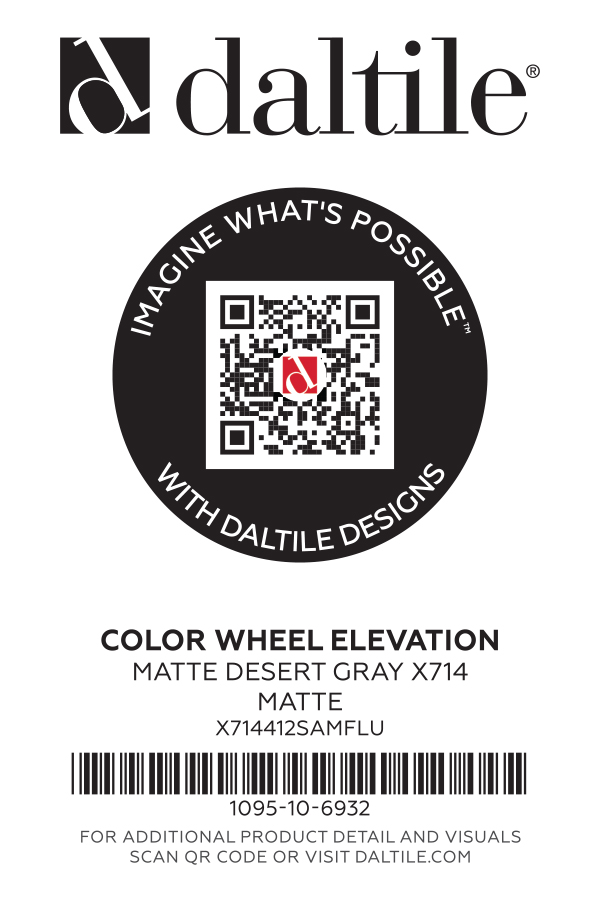 d daltile®
IMAGINE WHAT'S POSSIBLE™
d
WITH DALTILE DESIGNS
COLOR WHEEL ELEVATION
MATTE DESERT GRAY X714
MATTE
X714412SAMFLU
1095-10-6932
FOR ADDITIONAL PRODUCT DETAIL AND VISUALS
SCAN QR CODE OR VISIT DALTILE.COM